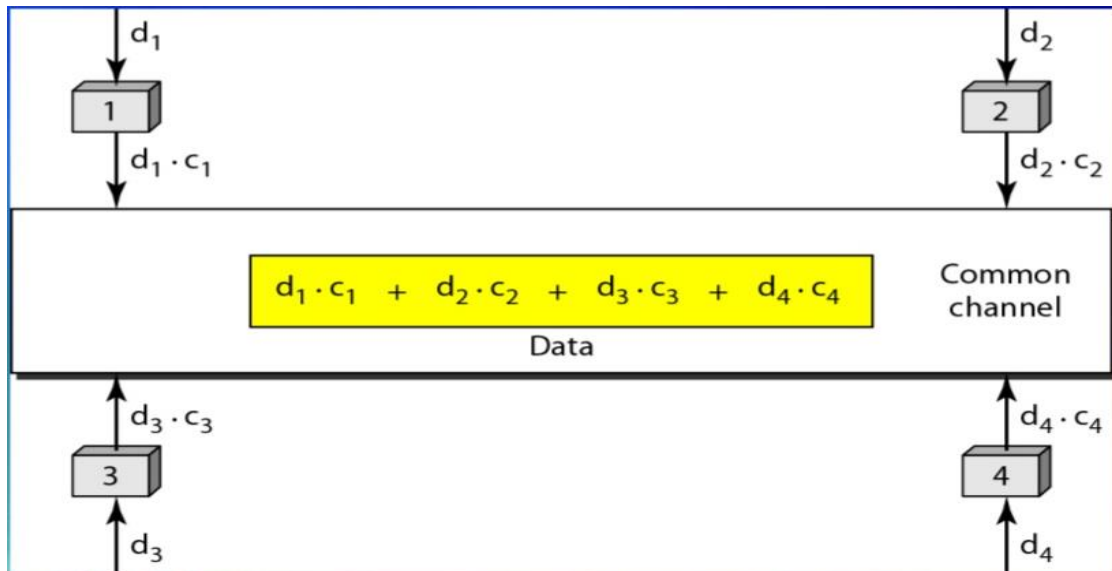 d₁ d₂
1 2
d₁ · c₁ d₂ · c₂
d₁ · c₁ + d₂ · c₂ + d₃ · c₃ + d₄ · c₄
Common
channel
Data
d₃ · c₃ d₄ · c₄
3 4
d₃ d₄